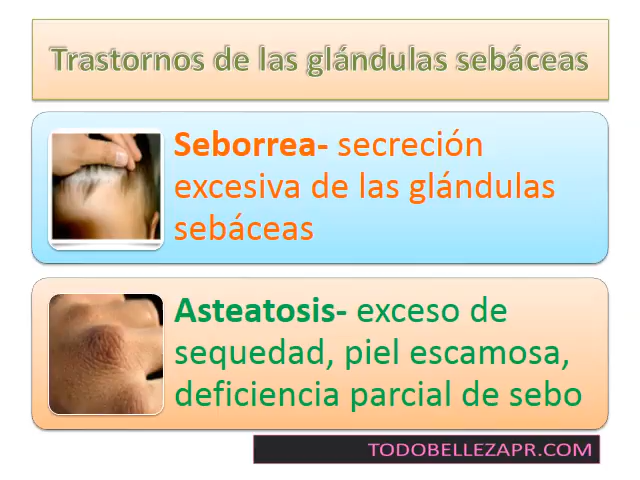 Trastornos de las glándulas sebáceas
Seborrea- secreción
excesiva de las glándulas
sebáceas
Asteatosis- exceso de
sequedad, piel escamosa,
deficiencia parcial de sebo
TODOBELLEZAPR.COM